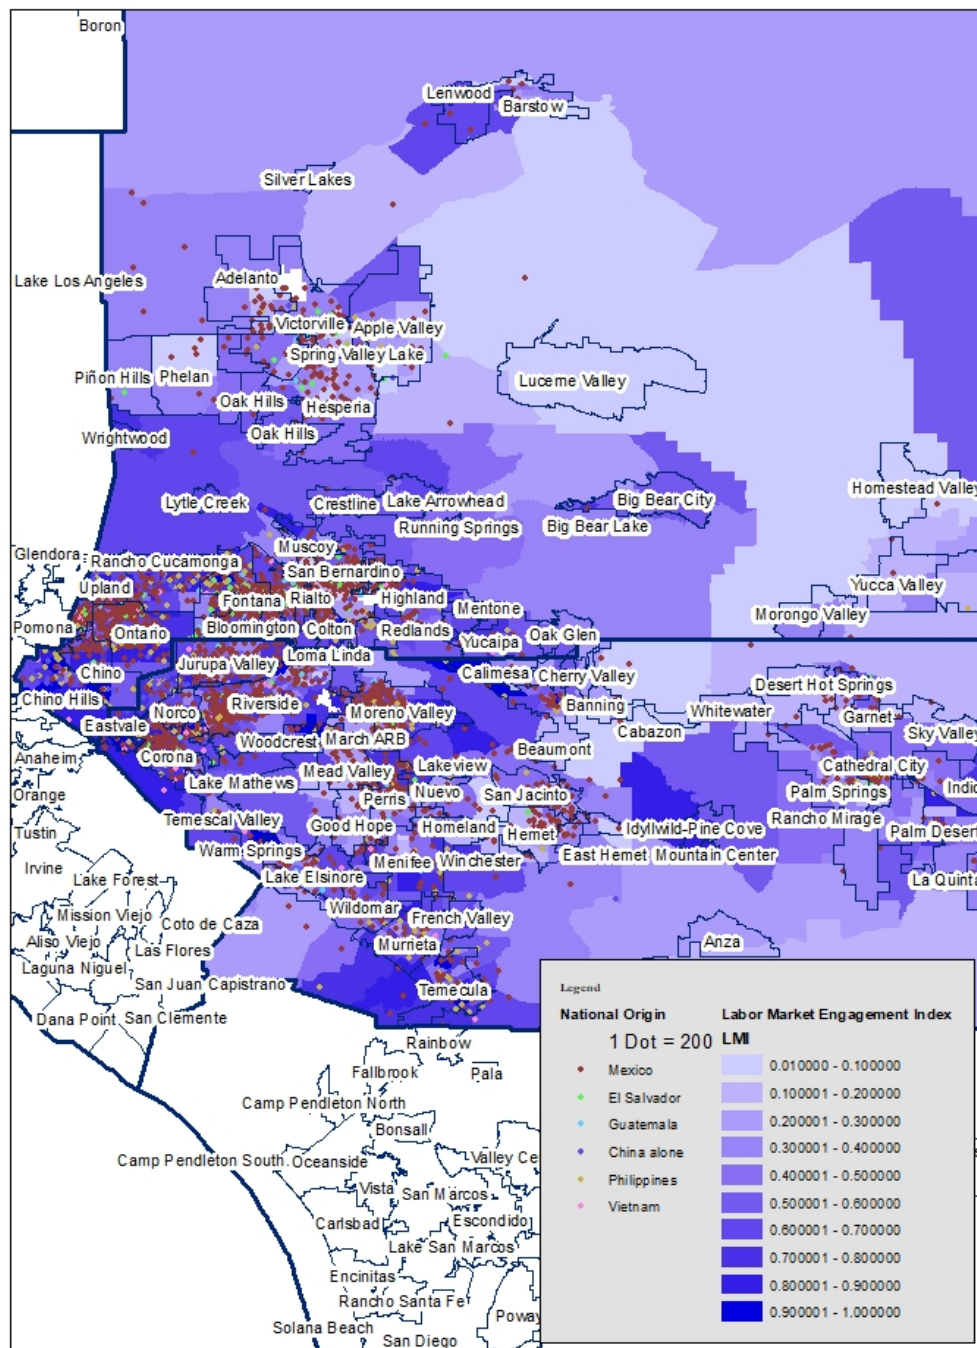 Boron
Lenwood
Barstow
Silver Lakes
Lake Los Angeles
Adelanto
Victorville
Apple Valley
Spring Valley Lake
Piñon Hills
Phelan
Lucerne Valley
Oak Hills
Hesperia
Wrightwood
Oak Hills
Lytle Creek
Crestline
Lake Arrowhead
Big Bear City
Homestead Valley
Running Springs
Big Bear Lake
Glendora
Rancho Cucamonga
Muscoy
San Bernardino
Upland
Fontana
Rialto
Highland
Mentone
Yucca Valley
Morongo Valley
Pomona
Ontario
Bloomington
Colton
Redlands
Yucaipa
Oak Glen
Chino
Jurupa Valley
Loma Linda
Calimesa
Cherry Valley
Desert Hot Springs
Chino Hills
Norco
Riverside
Moreno Valley
Banning
Whitewater
Garnet
Eastvale
Woodcrest
March ARB
Cabazon
Sky Valley
Anaheim
Corona
Beaumont
Lake Mathews
Mead Valley
Lakeview
Cathedral City
Orange
Perris
Nuevo
San Jacinto
Palm Springs
Indio
Temescal Valley
Good Hope
Homeland
Hemet
Idyllwild-Pine Cove
Rancho Mirage
Palm Desert
Tustin
Warm Springs
Menifee
Winchester
East Hemet
Mountain Center
Irvine
Lake Forest
Lake Elsinore
La Quinta
Mission Viejo
Coto de Caza
Wildomar
French Valley
Aliso Viejo
Las Flores
Murrieta
Anza
Laguna Niguel
San Juan Capistrano
Temecula
Dana Point
San Clemente
Rainbow
Fallbrook
Pala
Camp Pendleton North
Bonsall
Camp Pendleton South
Oceanside
Valley Ce
Vista
San Marcos
Carlsbad
Escondido
Lake San Marcos
Encinitas
Rancho Santa Fe
Poway
Solana Beach
San Diego
Legend
National Origin
1 Dot = 200
Mexico
El Salvador
Guatemala
China alone
Philippines
Vietnam
Labor Market Engagement Index
LMI
0.010000 - 0.100000
0.100001 - 0.200000
0.200001 - 0.300000
0.300001 - 0.400000
0.400001 - 0.500000
0.500001 - 0.600000
0.600001 - 0.700000
0.700001 - 0.800000
0.800001 - 0.900000
0.900001 - 1.000000